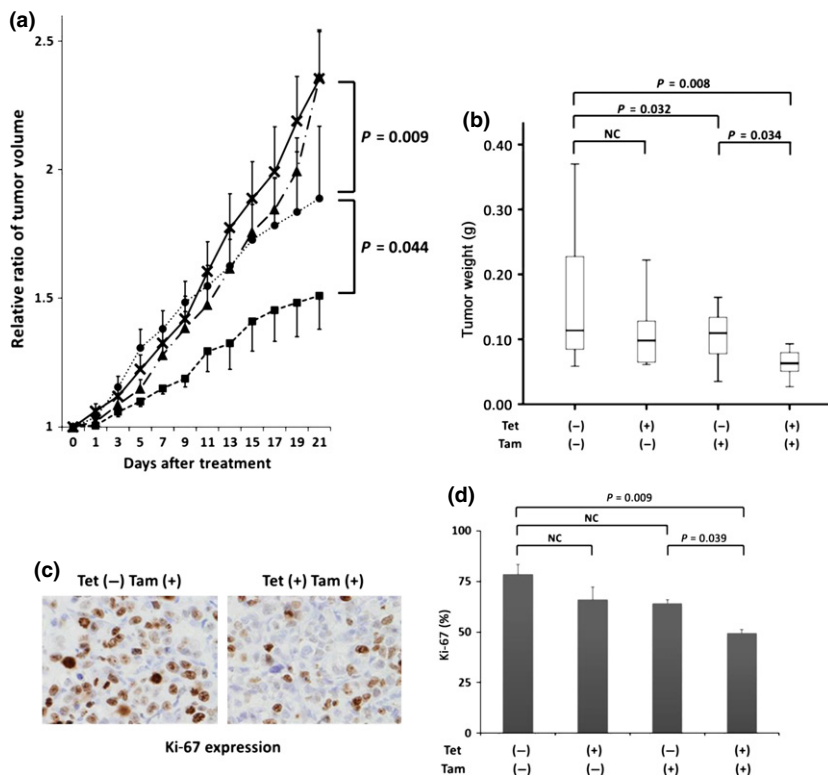 (a)
2.5
2
1.5
1
Relative ratio of tumor volume
P = 0.009
P = 0.044
0 1 3 5 7 9 11 13 15 17 19 21
Days after treatment
(b)
P = 0.008
P = 0.032
NC
P = 0.034
0.40
0.30
0.20
0.10
0.00
Tumor weight (g)
Tet (−) (+) (−) (+)
Tam (−) (−) (+) (+)
(c)
Tet (−) Tam (+)
Tet (+) Tam (+)
Ki-67 expression
(d)
P = 0.009
NC
NC
P = 0.039
100
75
50
25
0
Ki-67 (%)
Tet (−) (+) (−) (+)
Tam (−) (−) (+) (+)